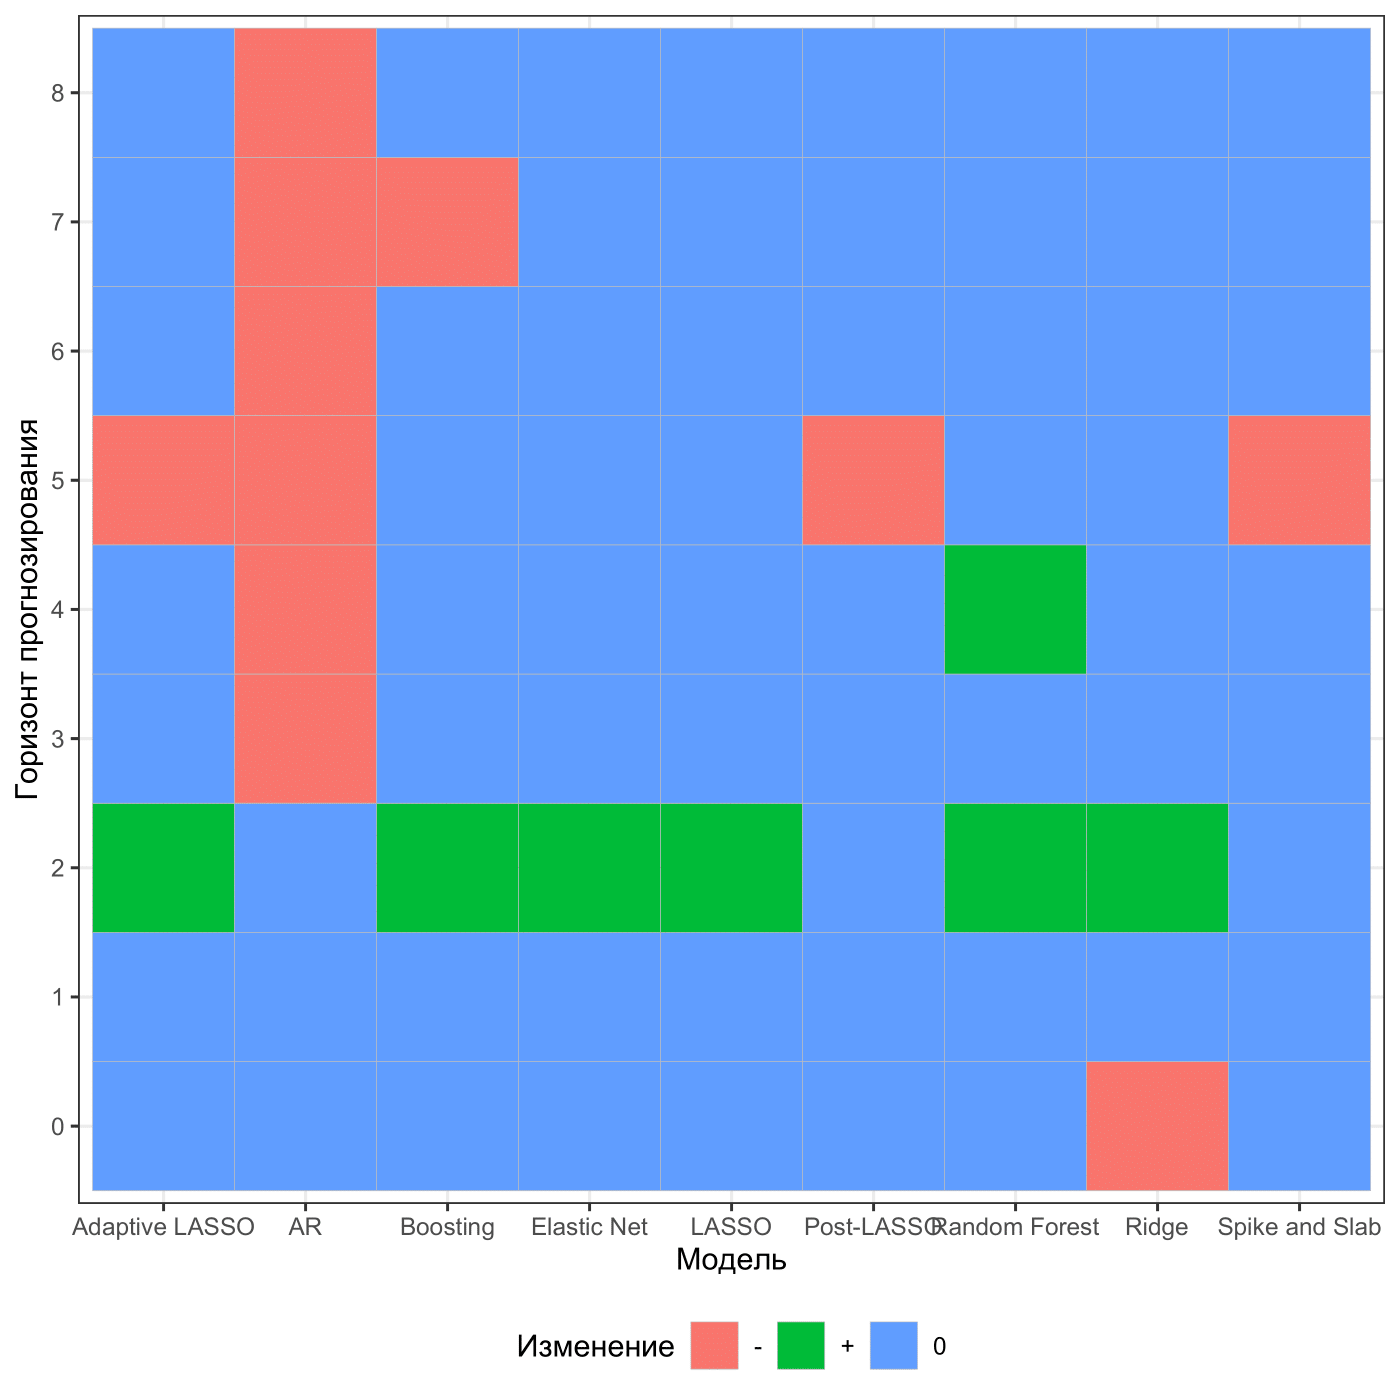 Горизонт прогнозирования
8
7
6
5
4
3
2
1
0
Adaptive LASSO AR Boosting Elastic Net LASSO Post-LASSO Random Forest Ridge Spike and Slab
Модель
Изменение - + 0